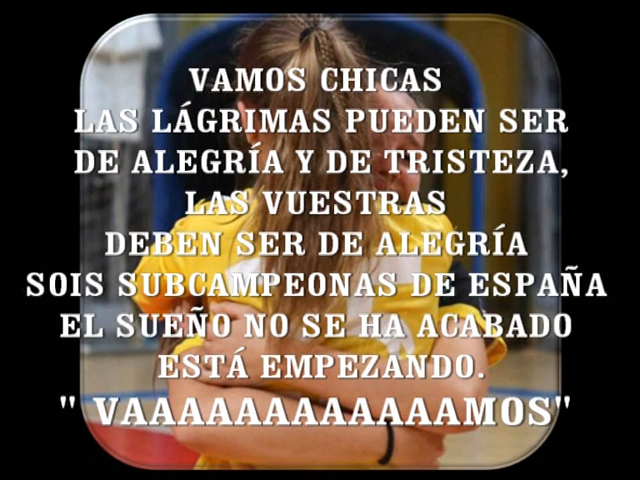 VAMOS CHICAS
LAS LÁGRIMAS PUEDEN SER
DE ALEGRÍA Y DE TRISTEZA,
LAS VUESTRAS
DEBEN SER DE ALEGRÍA
SOIS SUBCAMPEONAS DE ESPAÑA
EL SUEÑO NO SE HA ACABADO
ESTÁ EMPEZANDO.
" VAAAAAAAAAAAAAMOS"